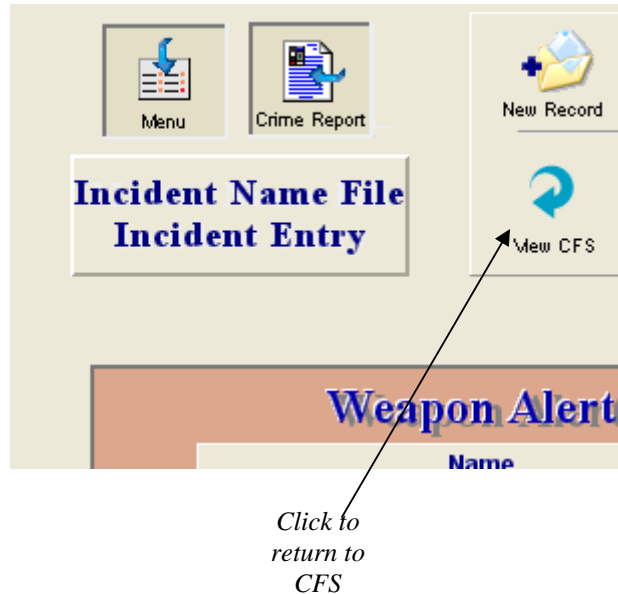 Menu
Crime Report
New Record
Incident Name File
Incident Entry
View CFS
Weapon Alert
Name
Click to
return to
CFS